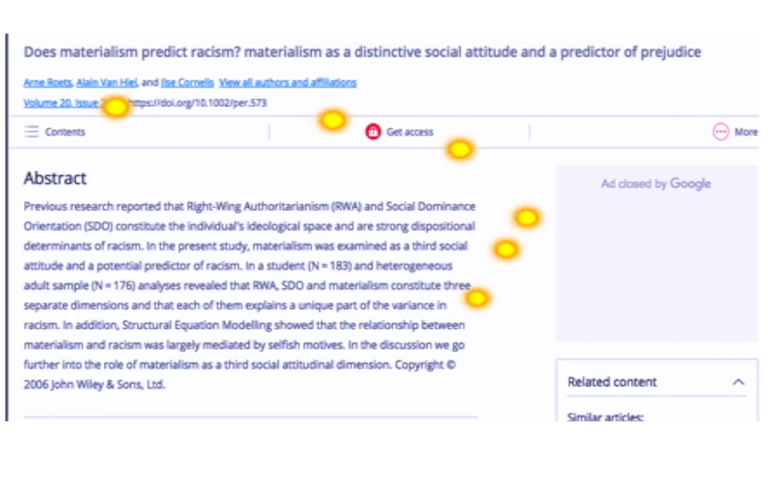 Does materialism predict racism? materialism as a distinctive social attitude and a predictor of prejudice
Arne Roets, Alain Van Hiel, and Ilse Cornelis View all authors and affiliations
Volume 20, Issue https://doi.org/10.1002/per.573
Contents
Get access
More
Abstract
Previous research reported that Right-Wing Authoritarianism (RWA) and Social Dominance
Orientation (SDO) constitute the individual's ideological space and are strong dispositional
determinants of racism. In the present study, materialism was examined as a third social
attitude and a potential predictor of racism. In a student (N = 183) and heterogeneous
adult sample (N = 176) analyses revealed that RWA, SDO and materialism constitute three
separate dimensions and that each of them explains a unique part of the variance in
racism. In addition, Structural Equation Modelling showed that the relationship between
materialism and racism was largely mediated by selfish motives. In the discussion we go
further into the role of materialism as a third social attitudinal dimension. Copyright ©
2006 John Wiley & Sons, Ltd.
Ad closed by Google
Related content
Similar articles: